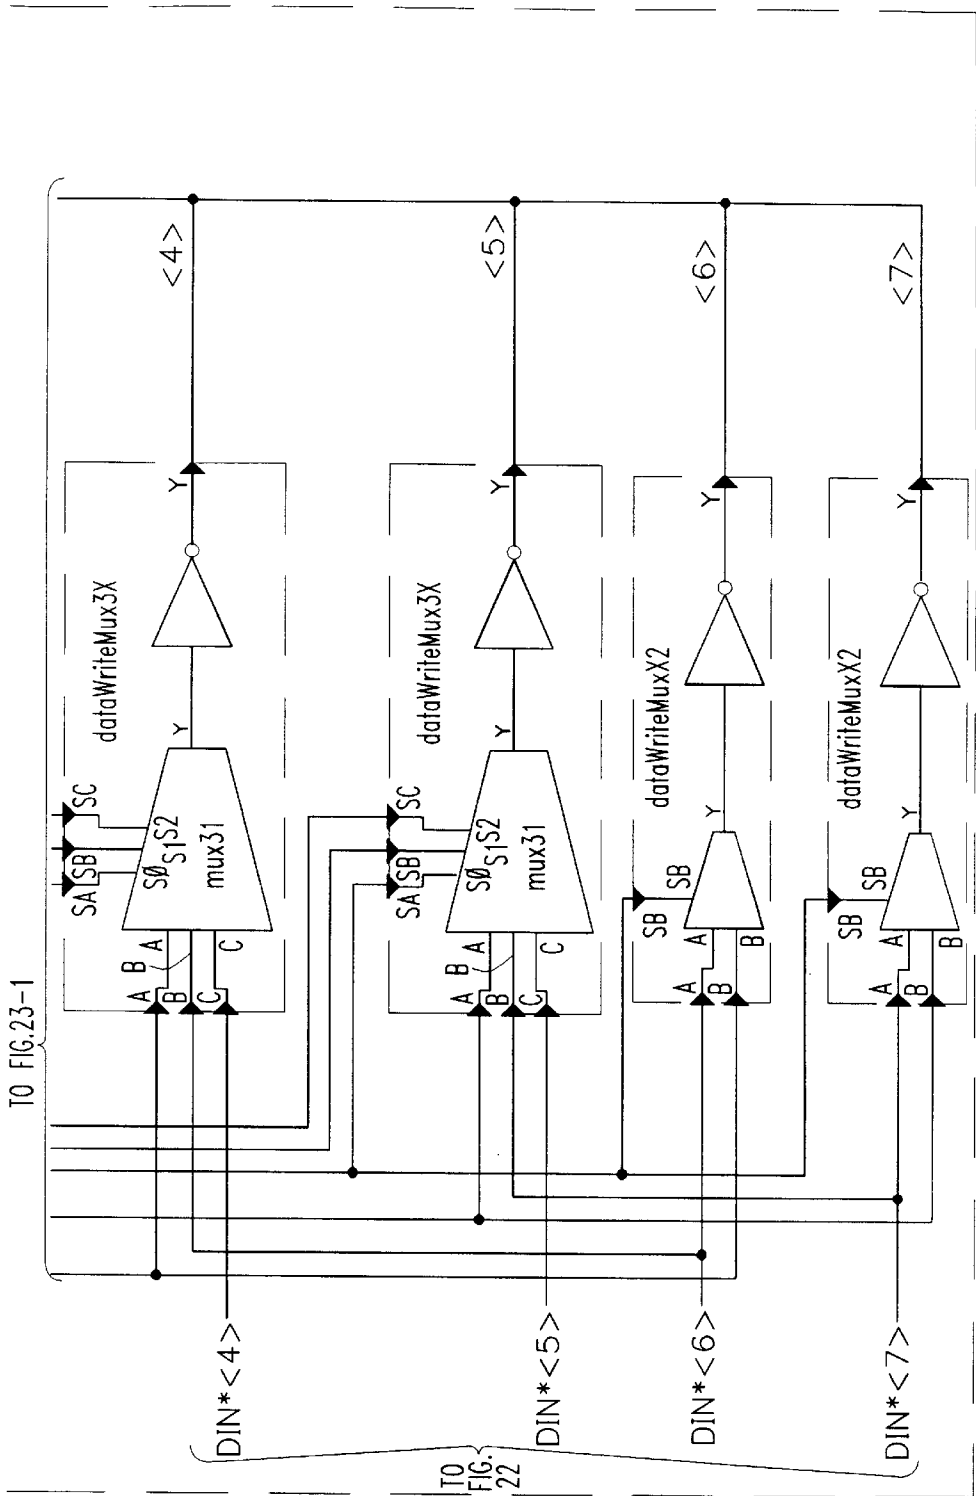 TO FIG.23-1
<4>
<5>
<6>
<7>
Y
dataWriteMux3X
Y
SC
SB
SA
SØ
S1
S2
mux31
A
B
C
A
B
C
Y
dataWriteMux3X
Y
SC
SB
SA
SØ
S1
S2
mux31
A
B
C
A
B
C
Y
dataWriteMuxX2
Y
SB
SB
A
B
A
B
Y
dataWriteMuxX2
Y
SB
SB
A
B
A
B
DIN*<4>
DIN*<5>
DIN*<6>
DIN*<7>
TO
FIG.
22